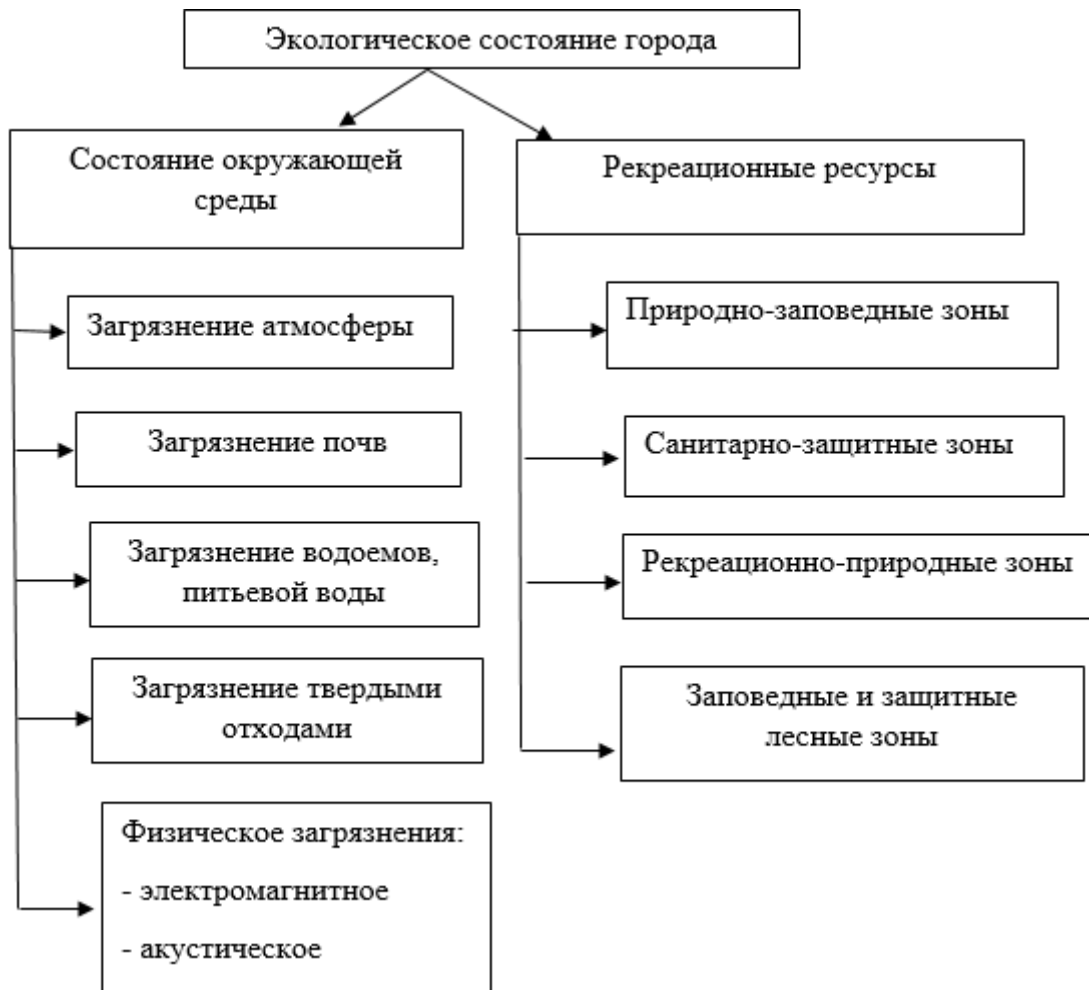 Экологическое состояние города
Состояние окружающей
среды
Загрязнение атмосферы
Загрязнение почв
Загрязнение водоемов,
питьевой воды
Загрязнение твердыми
отходами
Физическое загрязнения:
- электромагнитное
- акустическое
Рекреационные ресурсы
Природно-заповедные зоны
Санитарно-защитные зоны
Рекреационно-природные зоны
Заповедные и защитные
лесные зоны